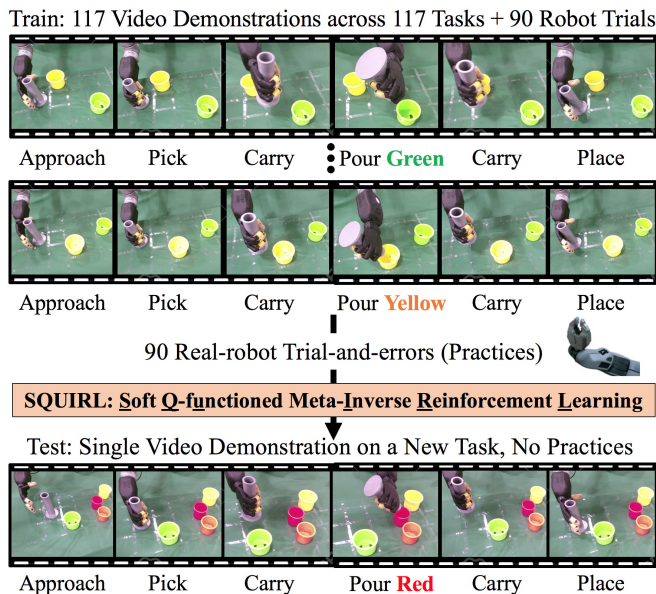 Train: 117 Video Demonstrations across 117 Tasks + 90 Robot Trials
Approach Pick Carry Pour Green Carry Place
Approach Pick Carry Pour Yellow Carry Place
90 Real-robot Trial-and-errors (Practices)
SQUIRL: Soft Q-functioned Meta-Inverse Reinforcement Learning
Test: Single Video Demonstration on a New Task, No Practices
Approach Pick Carry Pour Red Carry Place